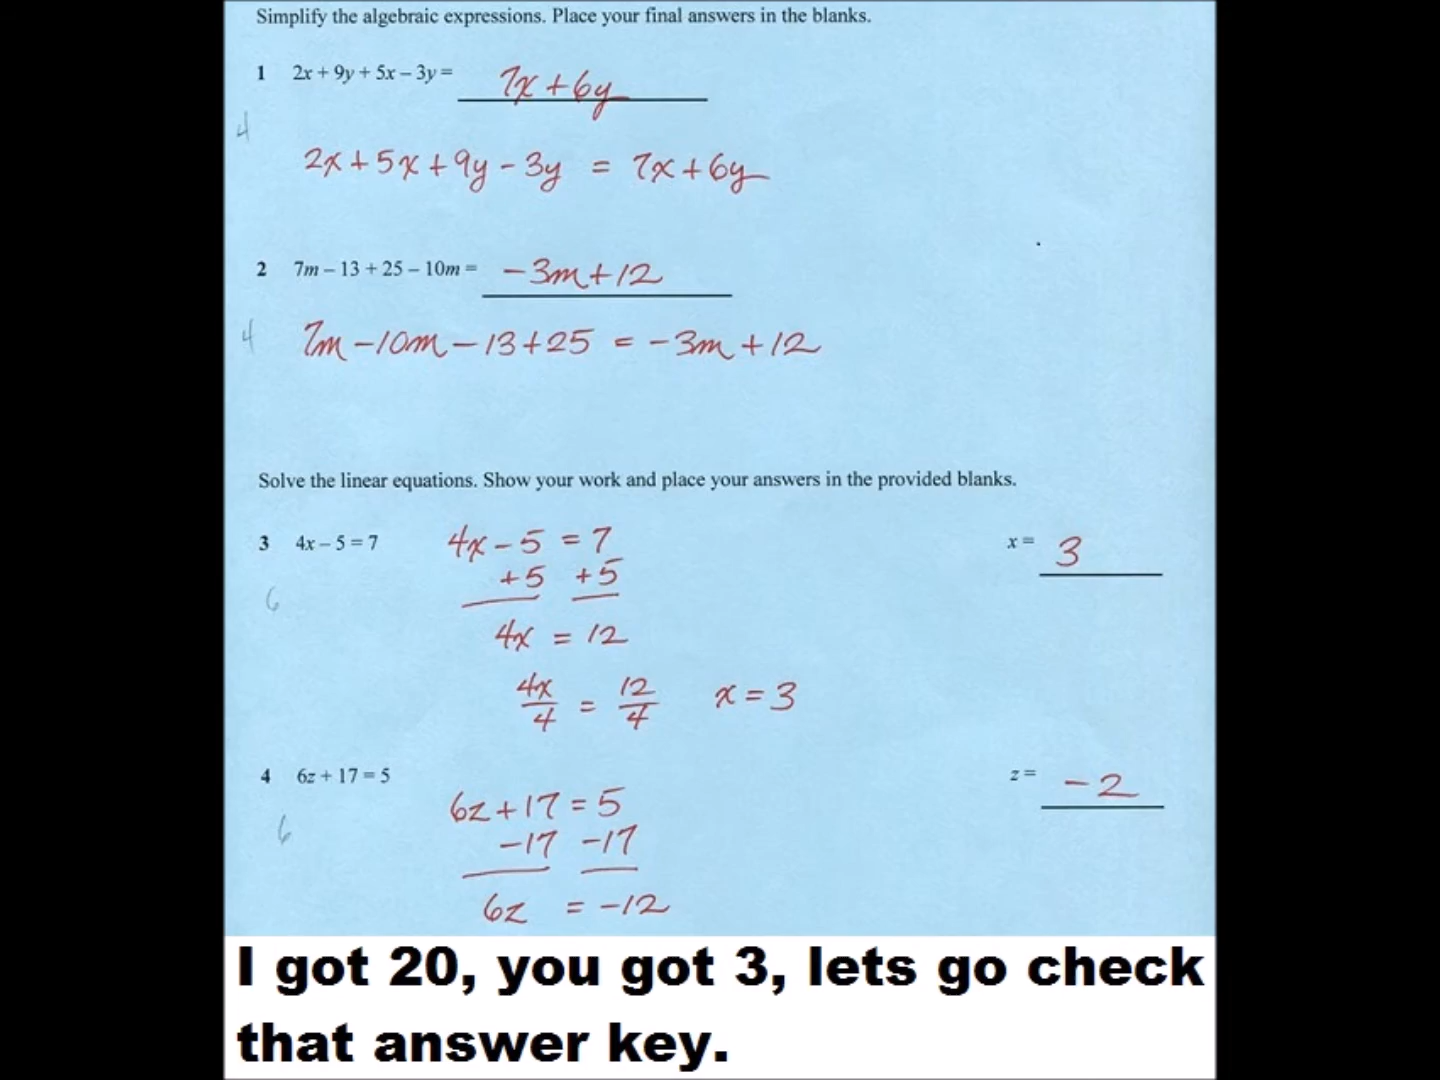 Simplify the algebraic expressions. Place your final answers in the blanks.
1 2x + 9y + 5x – 3y = 7x + 6y
4
2x + 5x + 9y - 3y = 7x + 6y
2 7m – 13 + 25 – 10m = -3m + 12
4
7m - 10m - 13 + 25 = -3m + 12
Solve the linear equations. Show your work and place your answers in the provided blanks.
3 4x – 5 = 7 4x - 5 = 7 x = 3
+5 +5
6
4x = 12
4x/4 = 12/4 x = 3
4 6z + 17 = 5 z = -2
6z + 17 = 5
6
-17 -17
6z = -12
I got 20, you got 3, lets go check
that answer key.